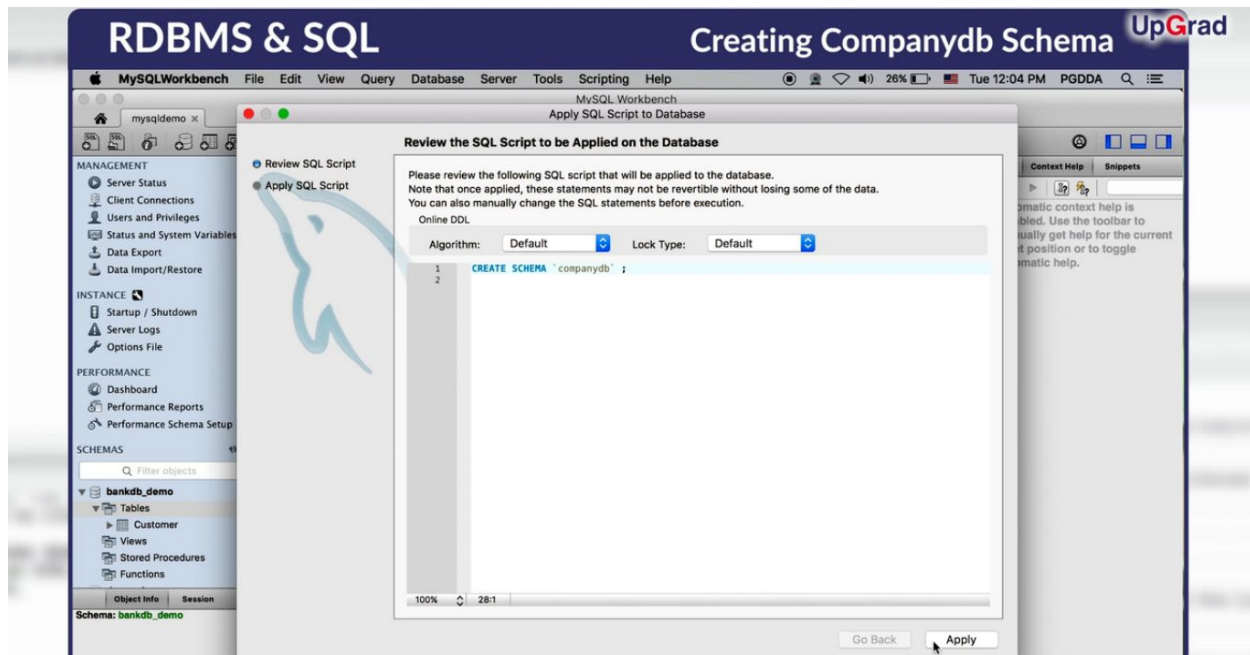 RDBMS & SQL
Creating Companydb Schema
UpGrad
MySQLWorkbench File Edit View Query Database Server Tools Scripting Help
26% Tue 12:04 PM PGDDA
MySQL Workbench
mysqldemo ×
Apply SQL Script to Database
Review the SQL Script to be Applied on the Database
Review SQL Script
Apply SQL Script
Please review the following SQL script that will be applied to the database.
Note that once applied, these statements may not be revertible without losing some of the data.
You can also manually change the SQL statements before execution.
Online DDL
Algorithm: Default Lock Type: Default
1 CREATE SCHEMA `companydb` ;
2
100% 28:1
Go Back Apply
MANAGEMENT
Server Status
Client Connections
Users and Privileges
Status and System Variables
Data Export
Data Import/Restore
INSTANCE
Startup / Shutdown
Server Logs
Options File
PERFORMANCE
Dashboard
Performance Reports
Performance Schema Setup
SCHEMAS
Filter objects
bankdb_demo
Tables
Customer
Views
Stored Procedures
Functions
Object Info Session
Schema: bankdb_demo
Context Help Snippets
omatic context help is
bled. Use the toolbar to
ually get help for the current
t position or to toggle
omatic help.